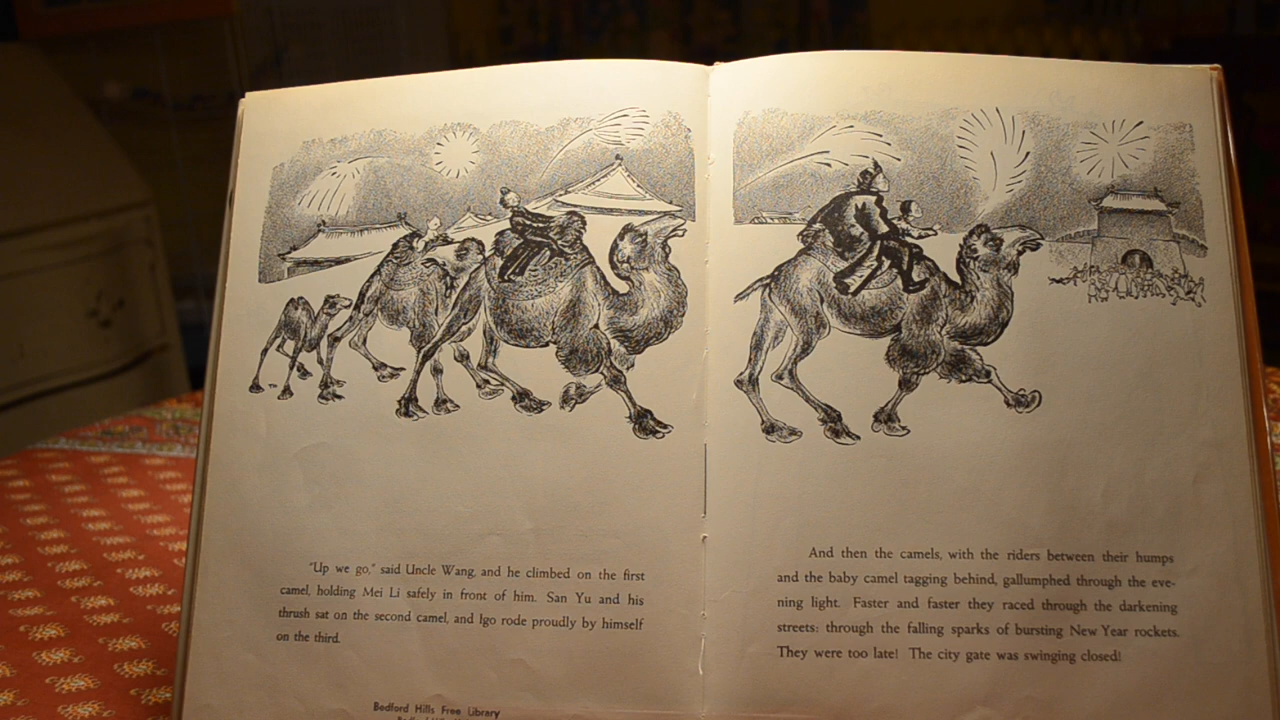 "Up we go," said Uncle Wang, and he climbed on the first
camel, holding Mei Li safely in front of him. San Yu and his
thrush sat on the second camel, and Igo rode proudly by himself
on the third.
Bedford Hills Free Library
And then the camels, with the riders between their humps
and the baby camel tagging behind, gallumphed through the eve-
ning light. Faster and faster they raced through the darkening
streets: through the falling sparks of bursting New Year rockets.
They were too late! The city gate was swinging closed!